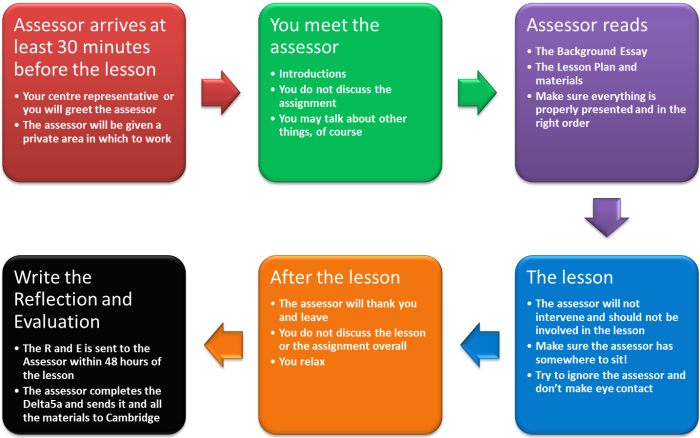 Assessor arrives at
least 30 minutes
before the lesson
• Your centre representative or
you will greet the assessor
• The assessor will be given a
private area in which to work
You meet the
assessor
• Introductions
• You do not discuss the
assignment
• You may talk about other
things, of course
Assessor reads
• The Background Essay
• The Lesson Plan and
materials
• Make sure everything is
properly presented and in the
right order
The lesson
• The assessor will not
intervene and should not be
involved in the lesson
• Make sure the assessor has
somewhere to sit!
• Try to ignore the assessor and
don't make eye contact
After the lesson
• The assessor will thank you
and leave
• You do not discuss the lesson
or the assignment overall
• You relax
Write the
Reflection and
Evaluation
• The R and E is sent to the
Assessor within 48 hours of
the lesson
• The assessor completes the
Delta5a and sends it and all
the materials to Cambridge